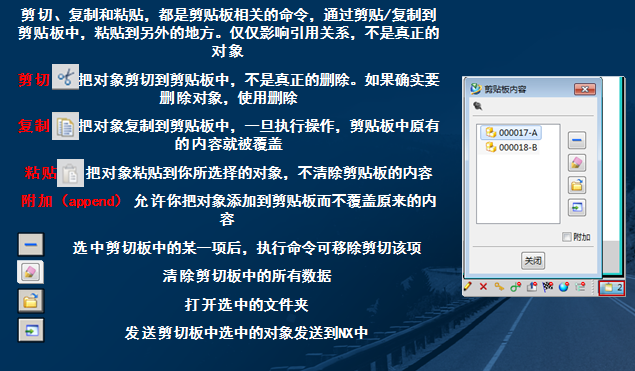 剪切、复制和粘贴，都是剪贴板相关的命令，通过剪贴/复制到
剪贴板中，粘贴到另外的地方。仅仅影响引用关系，不是真正的
对象
剪切 把对象剪切到剪贴板中，不是真正的删除。如果确实要
删除对象，使用删除
复制 把对象复制到剪贴板中，一旦执行操作，剪贴板中原有
的内容就被覆盖
粘贴 把对象粘贴到你所选择的对象，不清除剪贴板的内容
附加（append） 允许你把对象添加到剪贴板而不覆盖原来的内
容
选中剪切板中的某一项后，执行命令可移除剪切该项
清除剪切板中的所有数据
打开选中的文件夹
发送剪切板中选中的对象发送到NX中
剪贴板内容
000017-A
000018-B
附加
关闭
2